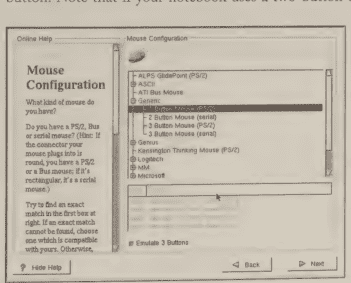 button. Note that if your notebook uses a two-button
Online Help
Mouse Configuration
Mouse
Configuration
What kind of mouse do
you have?
Do you have a PS/2, Bus
or serial mouse? (Hint: If
the connector your
mouse plugs into is
round, you have a PS/2
or a Bus mouse; if it's
rectangular, it's a serial
mouse.)
Try to find an exact
match in the first box at
right. If an exact match
cannot be found, choose
one which is compatible
with yours. Otherwise,
ALPS GlidePoint (PS/2)
ASCII
ATI Bus Mouse
Generic
2 Button Mouse (PS/2)
2 Button Mouse (serial)
3 Button Mouse (PS/2)
3 Button Mouse (serial)
Genius
Kensington Thinking Mouse (PS/2)
Logitech
MM
Microsoft
Emulate 3 Buttons
Hide Help
Back
Next